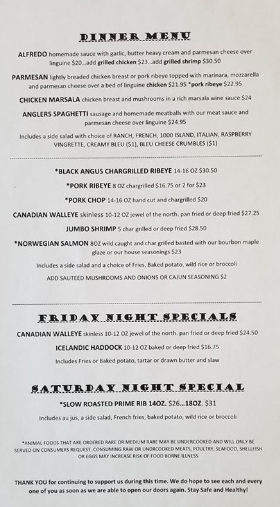 DINNER MENU
ALFREDO homemade sauce with garlic, butter heavy cream and parmesan cheese over
linguine $20...add grilled chicken $23...add grilled shrimp $30.50
PARMESAN lightly breaded chicken breast or pork ribeye topped with marinara, mozzarella
and parmesan cheese over a bed of linguine chicken $21.95 *pork ribeye $22.95
CHICKEN MARSALA chicken breast and mushrooms in a rich marsala wine sauce $24
ANGLERS SPAGHETTI sausage and homemade meatballs with our meat sauce and
parmesan cheese over linguine $24.95
Includes a side salad with choice of RANCH, FRENCH, 1000 ISLAND, ITALIAN, RASPBERRY
VINGRETTE, CREAMY BLEU ($1), BLEU CHEESE CRUMBLES ($1)
*BLACK ANGUS CHARGRILLED RIBEYE 14-16 OZ $30.50
*PORK RIBEYE 8 OZ chargrilled $16.75 or 2 for $23
*PORK CHOP 14-16 OZ hand cut and chargrilled $20
CANADIAN WALLEYE skinless 10-12 OZ jewel of the north. pan fried or deep fried $27.25
JUMBO SHRIMP 5 char grilled or deep fried $28.50
*NORWEGIAN SALMON 8OZ wild caught and char grilled basted with our bourbon maple
glaze or our house seasonings $23
Includes a side salad and a choice of Fries, Baked potato, wild rice or broccoli
ADD SAUTEED MUSHROOMS AND ONIONS OR CAJUN SEASONING $2
FRIDAY NIGHT SPECIALS
CANADIAN WALLEYE skinless 10-12 OZ jewel of the north. pan fried or deep fried $24.50
ICELANDIC HADDOCK 10-12 OZ baked or deep fried $16.75
Includes Fries or Baked potato, tartar or drawn butter and slaw
SATURDAY NIGHT SPECIAL
*SLOW ROASTED PRIME RIB 14OZ. $26...18OZ. $31
Includes au jus, a side salad, French fries, baked potato, wild rice or broccoli
*ANIMAL FOODS THAT ARE ORDERED RARE OR MEDIUM RARE MAY BE UNDERCOOKED AND WILL ONLY BE
SERVED ON CONSUMERS REQUEST. CONSUMING RAW OR UNDERCOOKED MEATS, POULTRY, SEAFOOD, SHELLFISH
OR EGGS MAY INCREASE RISK OF FOOD BORNE ILLNESS
THANK YOU for continuing to support us during this time. We do hope to see each and every
one of you as soon as we are able to open our doors again. Stay Safe and Healthy!